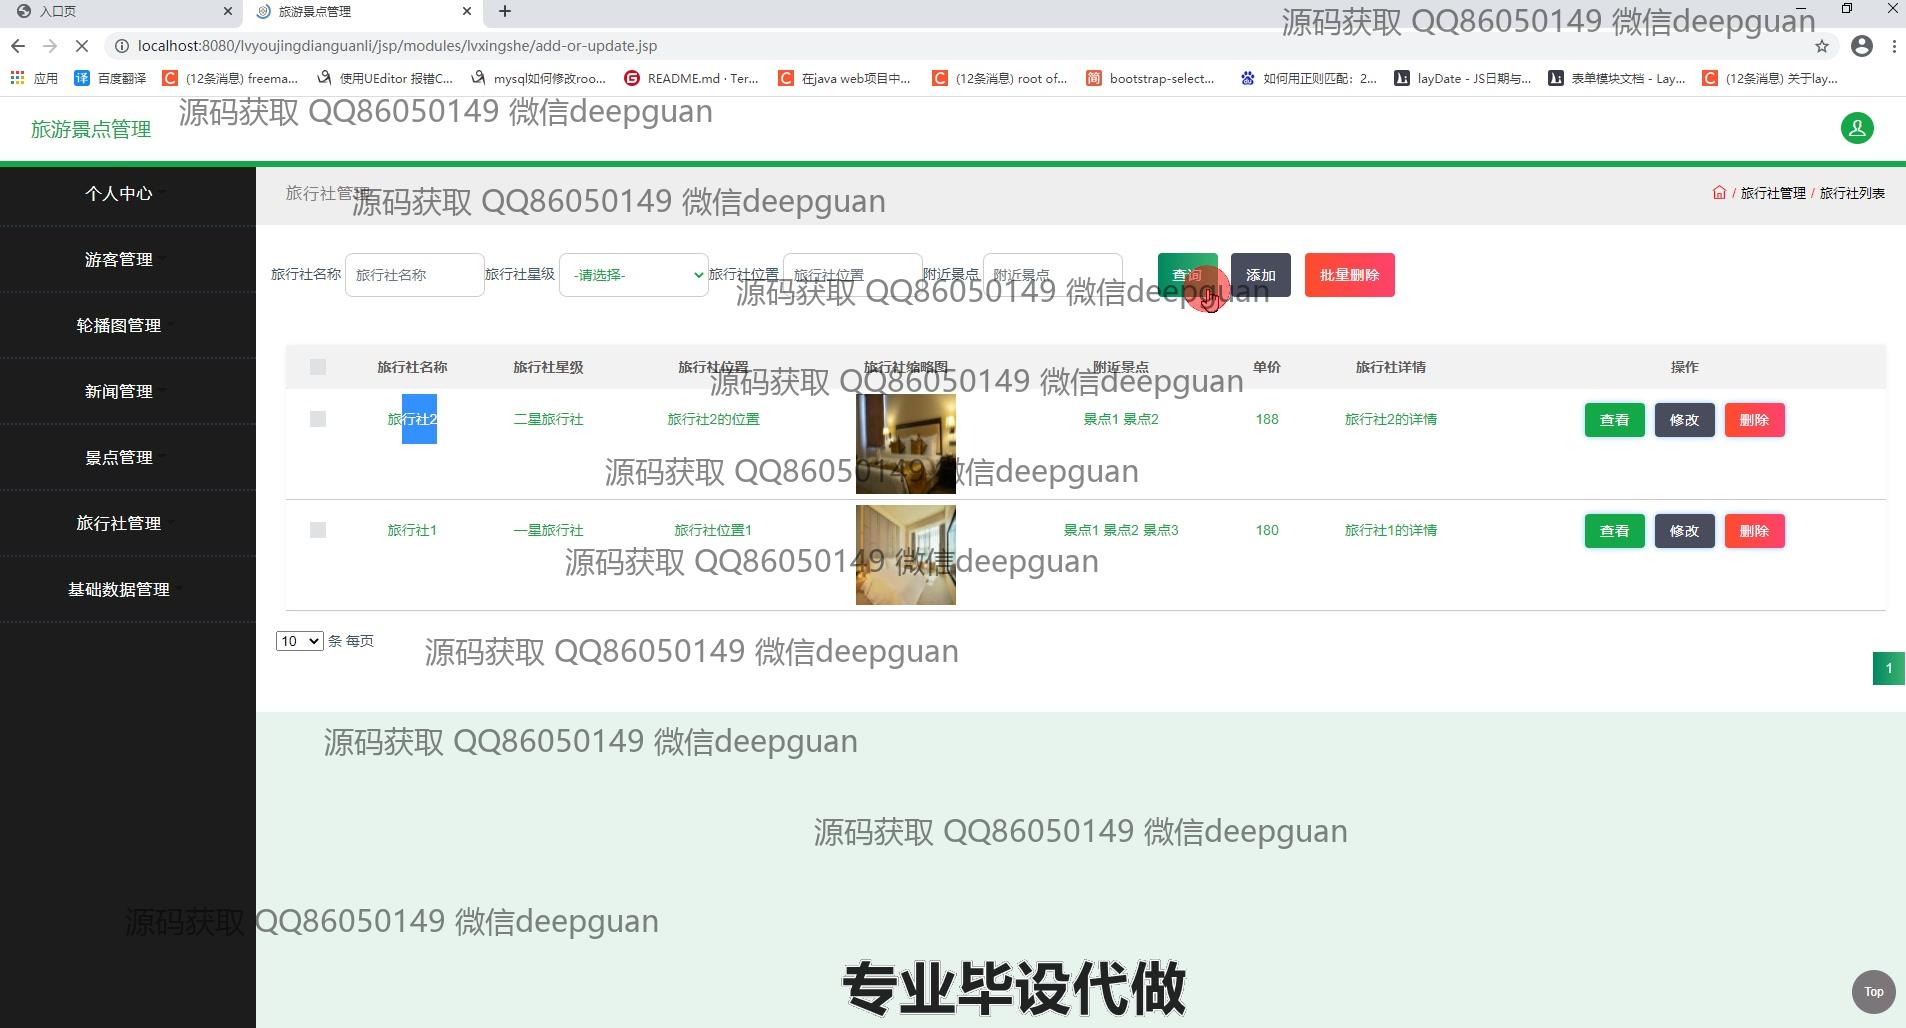 入口页
旅游景点管理
源码获取 QQ86050149 微信deepguan
localhost:8080/lvyoujingdianguanli/jsp/modules/lvxingshe/add-or-update.jsp
应用 百度翻译 (12条消息) freema... 使用UEditor 报错C... mysql如何修改roo... README.md · Ter... 在java web项目中... (12条消息) root of... bootstrap-select... 如何用正则匹配：2... layDate - JS日期与... 表单模块文档 - Lay... (12条消息) 关于lay...
源码获取 QQ86050149 微信deepguan
旅游景点管理
个人中心
游客管理
轮播图管理
新闻管理
景点管理
旅行社管理
基础数据管理
旅行社管理
源码获取 QQ86050149 微信deepguan
/ 旅行社管理 / 旅行社列表
旅行社名称 旅行社名称 旅行社星级 -请选择- 旅行社位置 旅行社位置 附近景点 附近景点 查询 添加 批量删除
源码获取 QQ86050149 微信deepguan
旅行社名称 旅行社星级 旅行社位置 旅行社缩略图 附近景点 单价 旅行社详情 操作
源码获取 QQ86050149 微信deepguan
旅行社2 二星旅行社 旅行社2的位置 景点1 景点2 188 旅行社2的详情 查看 修改 删除
源码获取 QQ86050149 微信deepguan
旅行社1 一星旅行社 旅行社位置1 景点1 景点2 景点3 180 旅行社1的详情 查看 修改 删除
源码获取 QQ86050149 微信deepguan
10 条 每页
源码获取 QQ86050149 微信deepguan
1
源码获取 QQ86050149 微信deepguan
源码获取 QQ86050149 微信deepguan
源码获取 QQ86050149 微信deepguan
专业毕设代做
Top